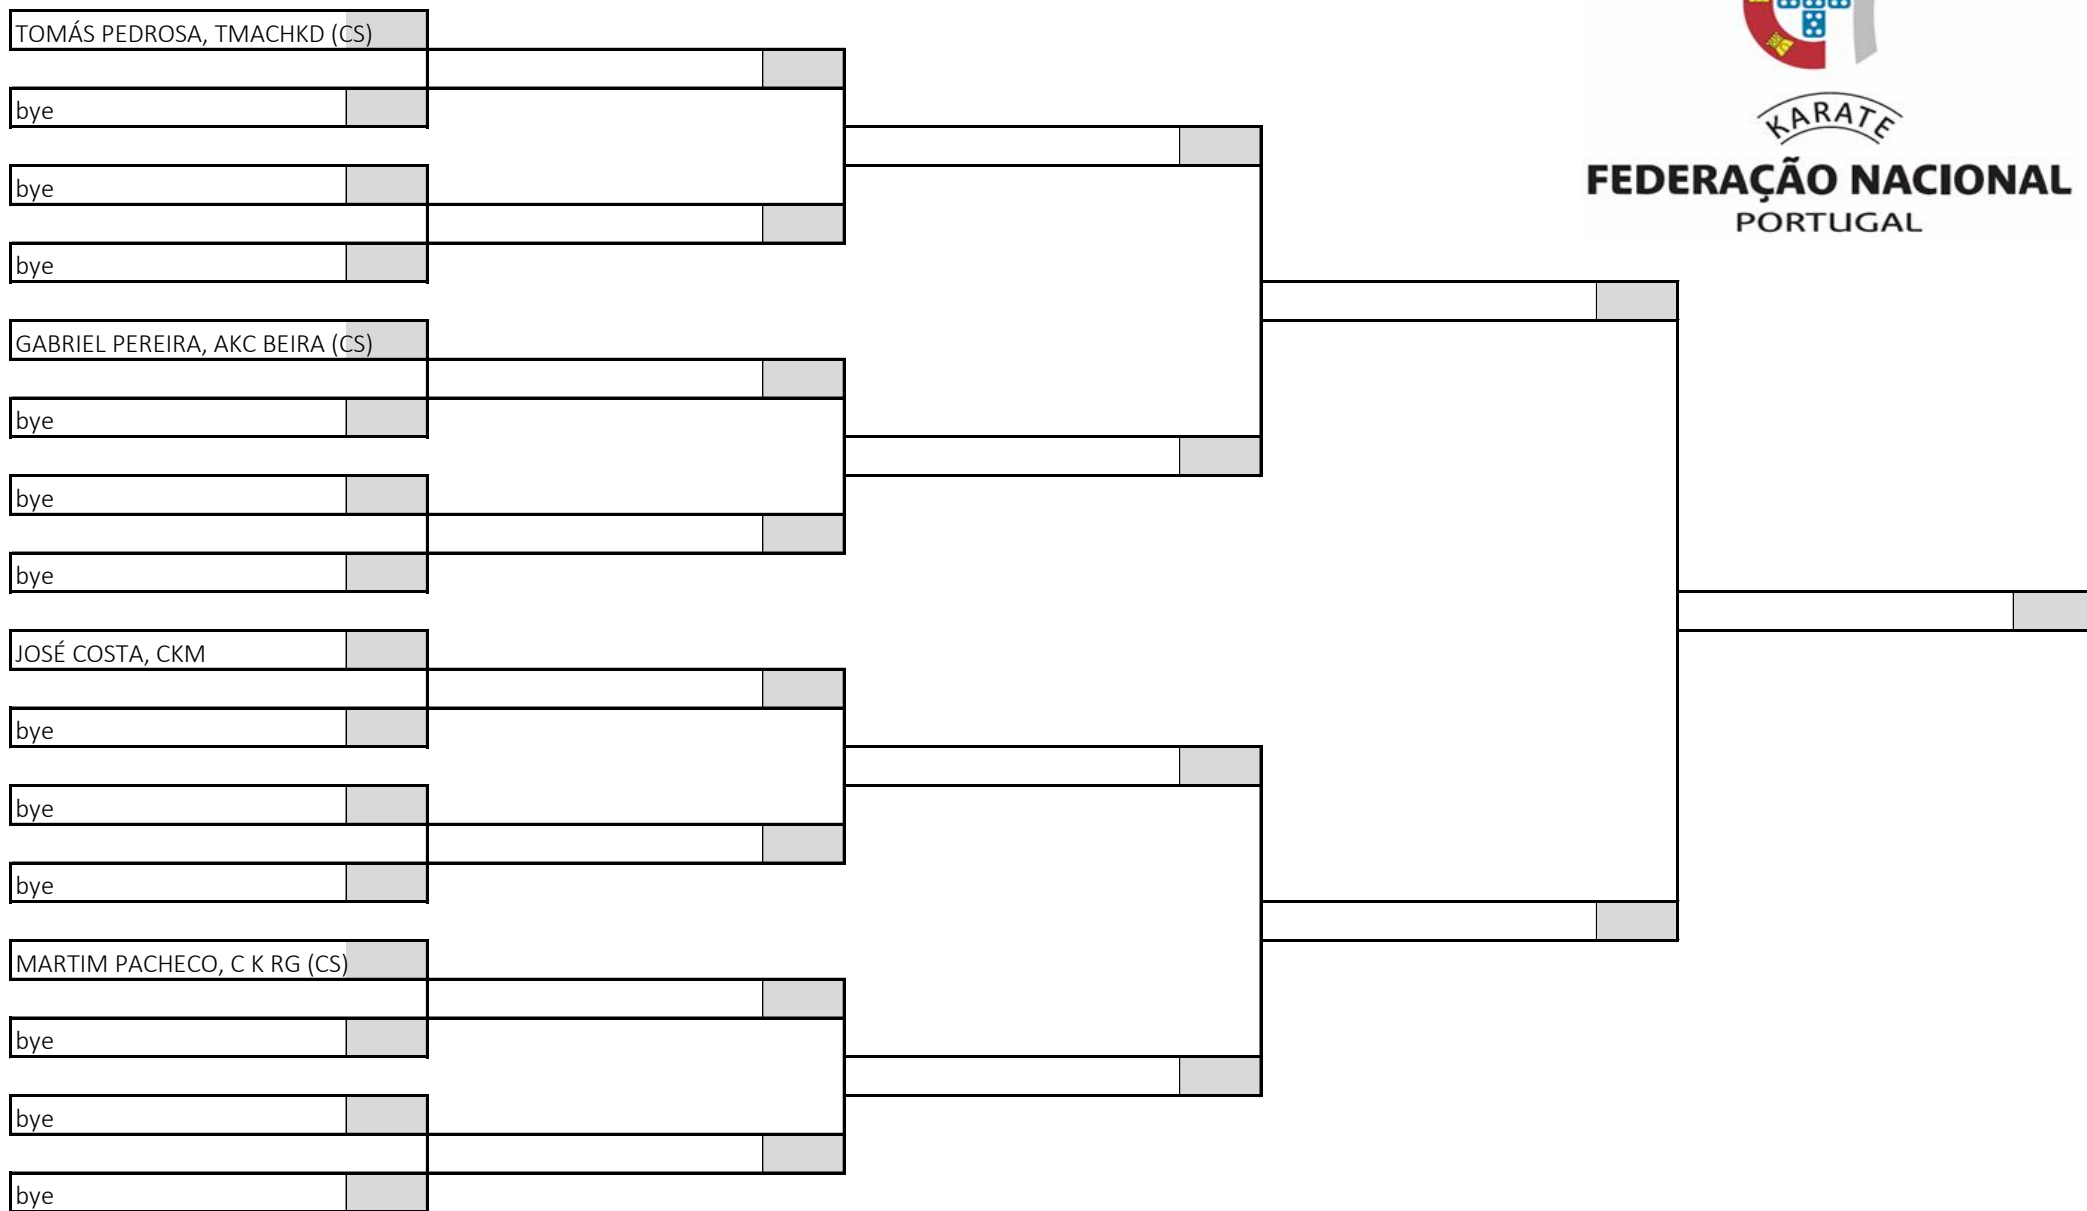 TOMÁS PEDROSA, TMACHKD (CS)
bye
bye
bye
GABRIEL PEREIRA, AKC BEIRA (CS)
bye
bye
bye
JOSÉ COSTA, CKM
bye
bye
bye
MARTIM PACHECO, C K RG (CS)
bye
bye
bye
KARATE
FEDERAÇÃO NACIONAL
PORTUGAL